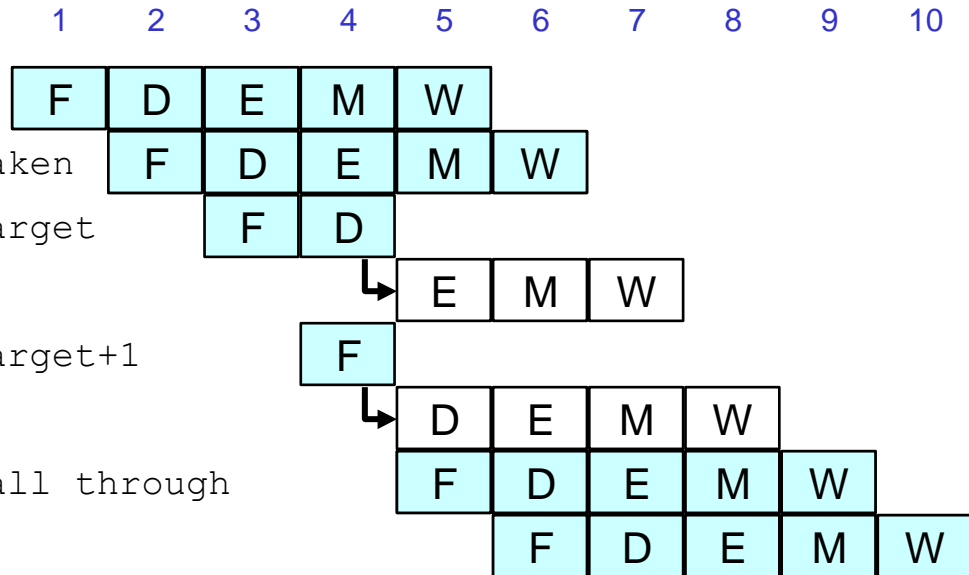 1 2 3 4 5 6 7 8 9 10
F D E M W
aken F D E M W
arget F D
E M W
arget+1 F
D E M W
all through F D E M W
F D E M W